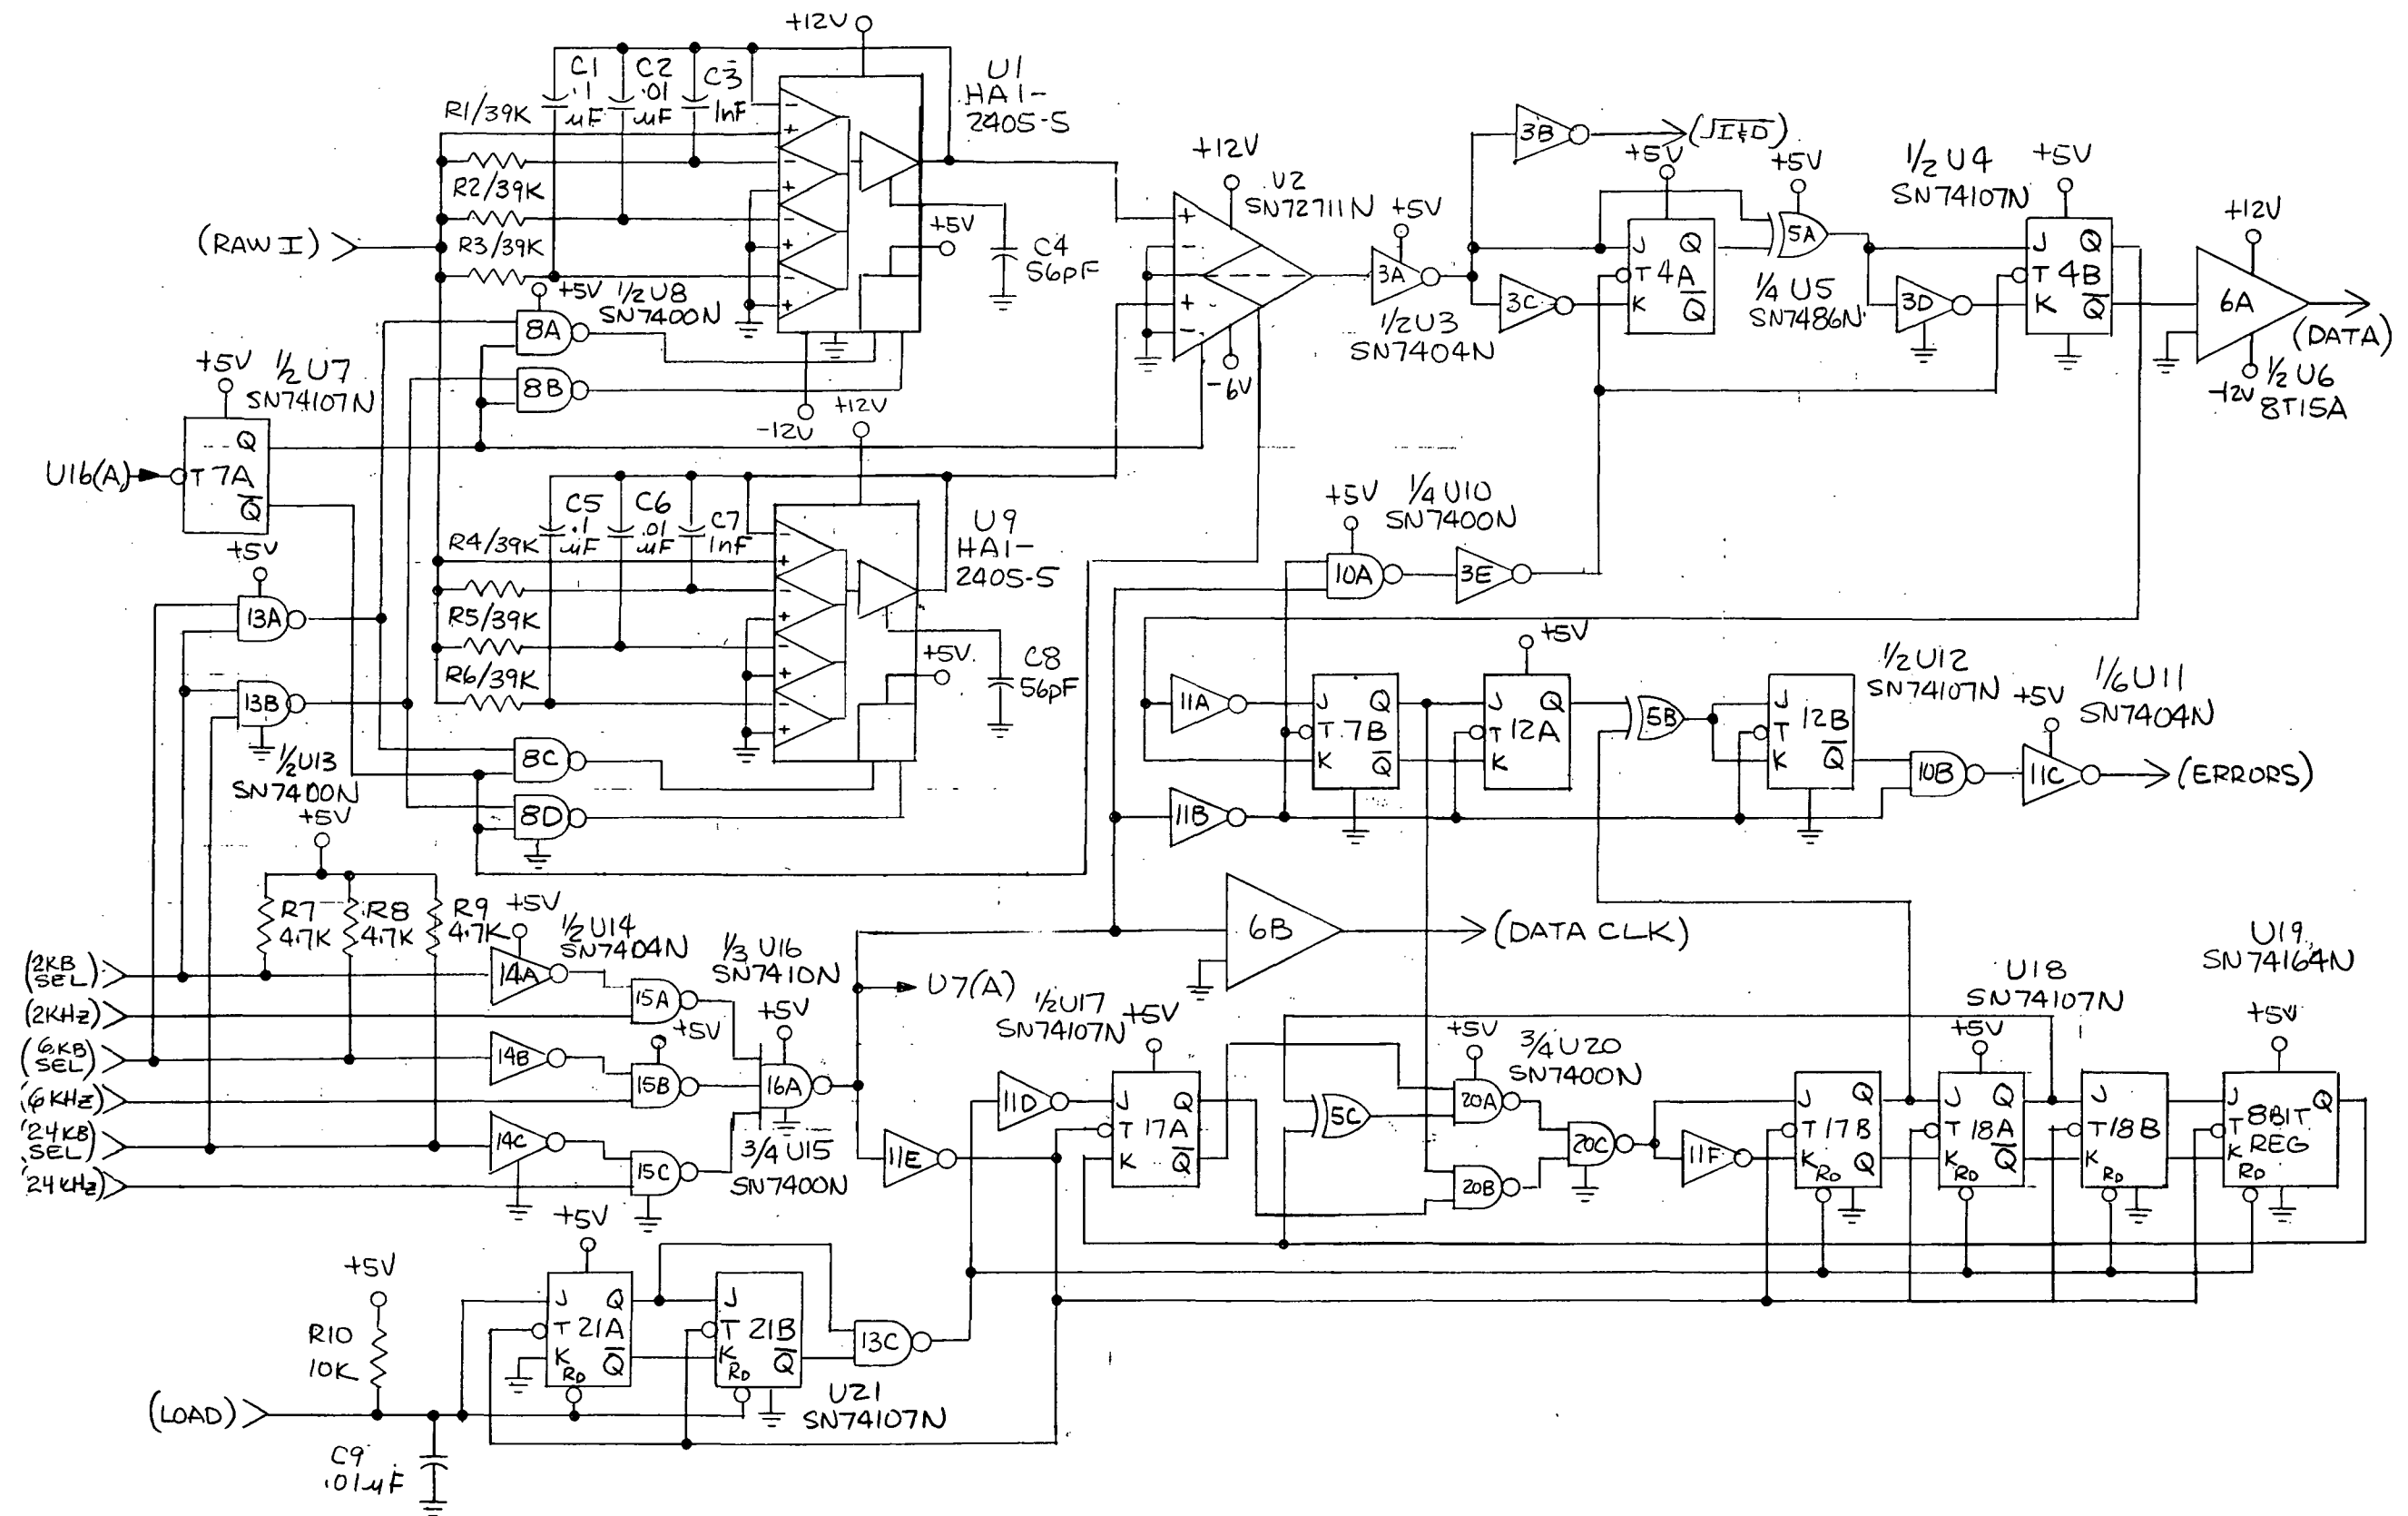 +12V
C1
.1
µF
C2
.01
µF
C3
1nF
U1
HA1-
2405-5
R1/39K
R2/39K
R3/39K
(RAW I)
+5V
C4
56pF
+5V
1/2 U8
SN7400N
8A
8B
+5V
1/2 U7
SN74107N
Q
T 7A
Q̅
U16(A)
-12V
+12V
+12V
U2
SN72711N
-6V
+5V
3A
1/2 U3
SN7404N
3B
(√I&D)
+5V
3C
J Q
T 4A
K Q̅
+5V
5A
1/4 U5
SN7486N
3D
1/2 U4
SN74107N
+5V
J Q
T 4B
K Q̅
+12V
6A
(DATA)
-12V
1/2 U6
8T15A
C5
.1
µF
C6
.01
µF
C7
1nF
U9
HA1-
2405-5
R4/39K
R5/39K
R6/39K
+5V
C8
56pF
+5V
13A
13B
1/2 U13
SN7400N
8C
8D
+5V
1/4 U10
SN7400N
10A
3E
11A
11B
J Q
T 7B
K Q̅
+5V
J Q
T 12A
K
5B
1/2 U12
SN74107N
J
T 12B
K Q̅
10B
+5V
1/6 U11
SN7404N
11C
(ERRORS)
+5V
R7
4.7K
R8
4.7K
R9
4.7K
+5V
1/2 U14
SN7404N
14A
14B
14C
(2KB
SEL)
(2KHz)
(6KB
SEL)
(6KHz)
(24KB
SEL)
(24KHz)
15A
+5V
15B
15C
1/3 U16
SN7410N
+5V
16A
3/4 U15
SN7400N
U7(A)
6B
(DATA CLK)
11E
11D
1/2 U17
SN74107N
+5V
J Q
T 17A
K Q̅
5C
+5V
20A
20B
20C
3/4 U20
SN7400N
11F
J Q
T 17B
K RD Q
U18
SN74107N
+5V
J Q
T 18A
K RD Q̅
J
T 18B
K RD
U19
SN74164N
+5V
J Q
T 8BIT
K REG
RD
+5V
R10
10K
(LOAD)
C9
.01µF
+5V
J Q
T 21A
K RD Q̅
J
T 21B
K RD Q̅
13C
U21
SN74107N